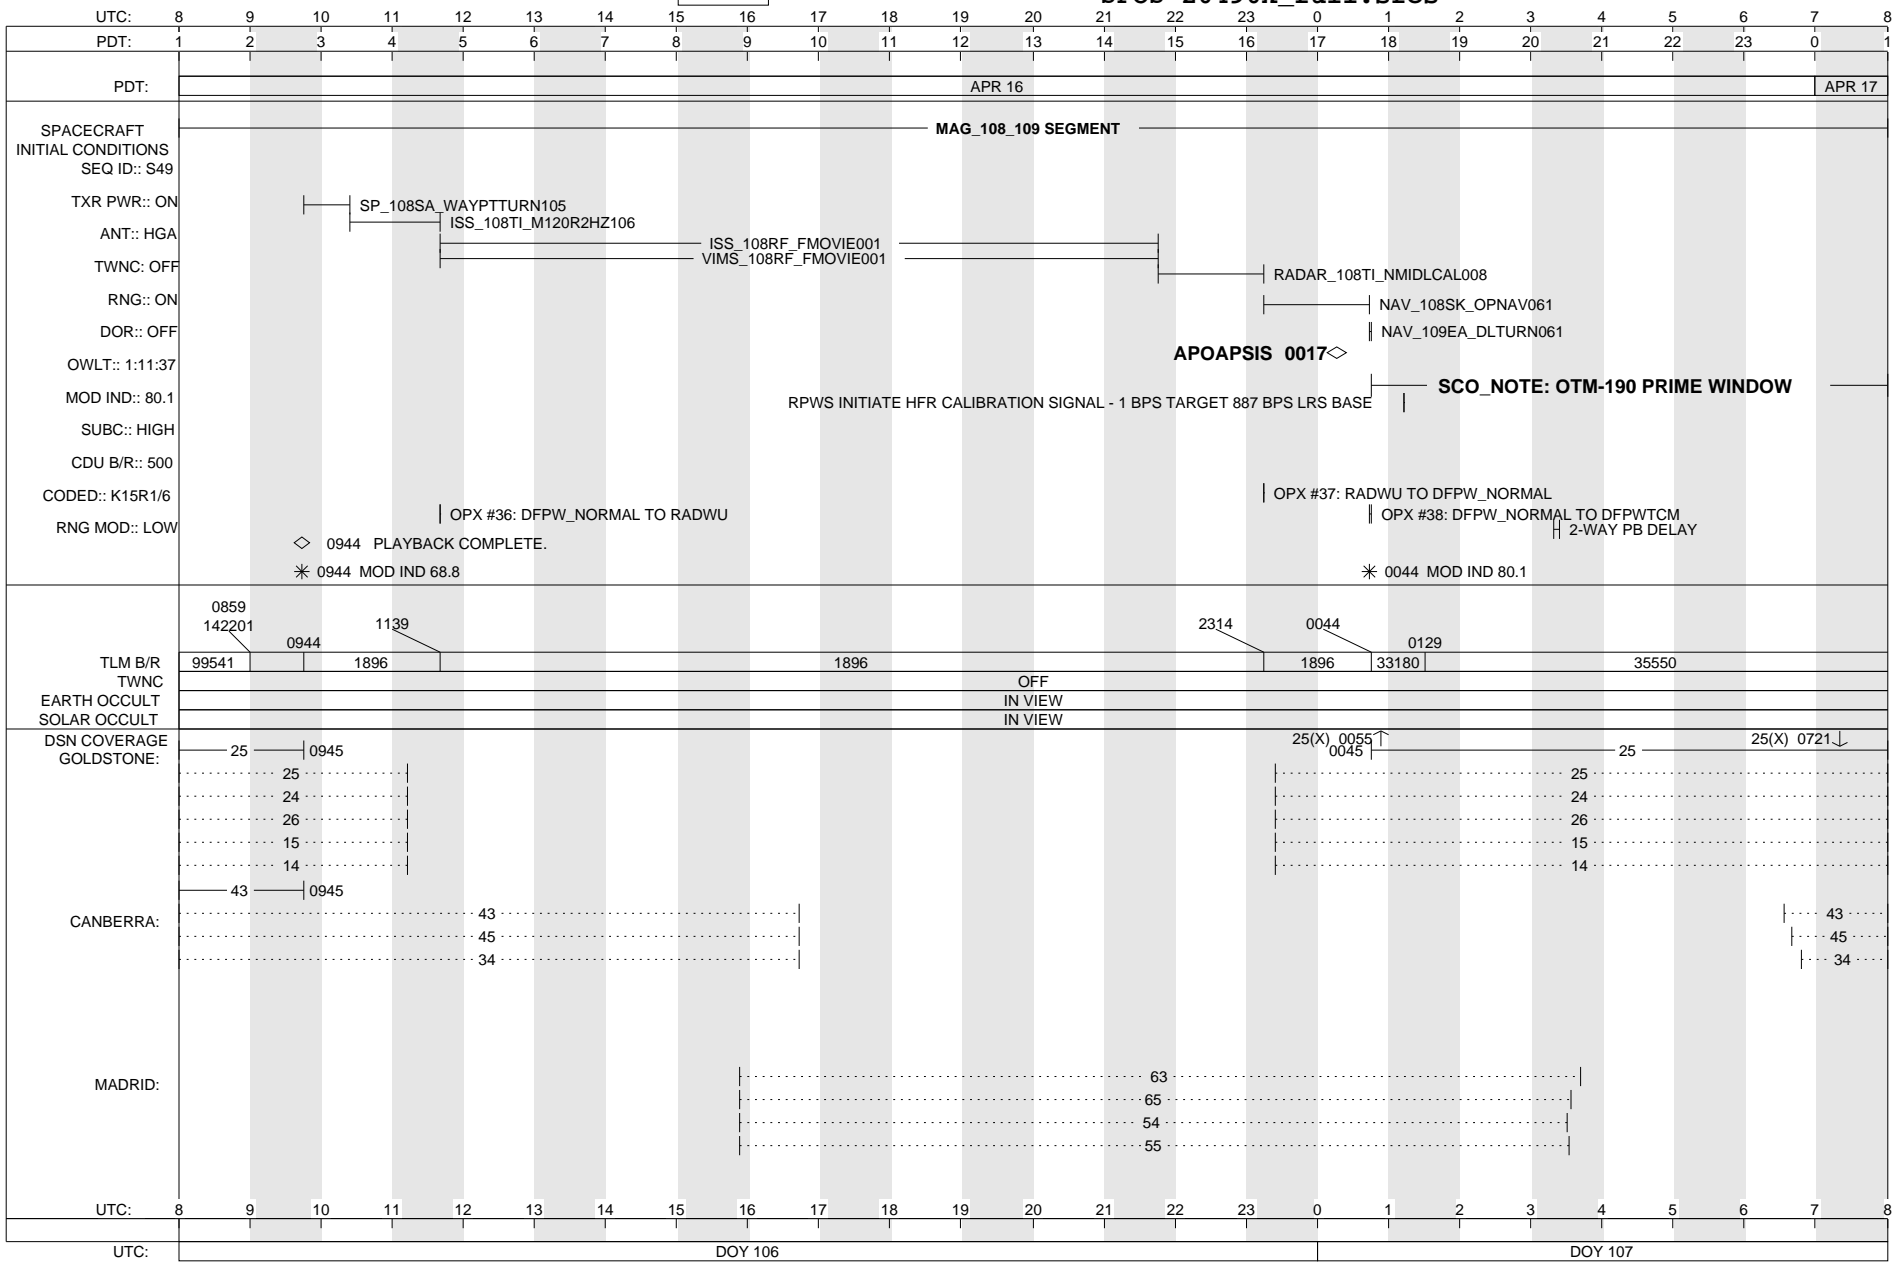 UTC: 8 9 10 11 12 13 14 15 16 17 18 19 20 21 22 23 0 1 2 3 4 5 6 7 8
PDT: 1 2 3 4 5 6 7 8 9 10 11 12 13 14 15 16 17 18 19 20 21 22 23 0 1
PDT: APR 16 APR 17
SPACECRAFT
INITIAL CONDITIONS
MAG_108_109 SEGMENT
SEQ ID:: S49
TXR PWR:: ON
SP_108SA_WAYPTTURN105
ISS_108TI_M120R2HZ106
ANT:: HGA
ISS_108RF_FMOVIE001
VIMS_108RF_FMOVIE001
TWNC: OFF
RADAR_108TI_NMIDLCAL008
RNG:: ON
NAV_108SK_OPNAV061
DOR:: OFF
NAV_109EA_DLTURN061
APOAPSIS 0017
OWLT:: 1:11:37
SCO_NOTE: OTM-190 PRIME WINDOW
MOD IND:: 80.1
RPWS INITIATE HFR CALIBRATION SIGNAL - 1 BPS TARGET 887 BPS LRS BASE
SUBC:: HIGH
CDU B/R:: 500
CODED:: K15R1/6
OPX #37: RADWU TO DFPW_NORMAL
OPX #36: DFPW_NORMAL TO RADWU
OPX #38: DFPW_NORMAL TO DFPWTCM
RNG MOD:: LOW
2-WAY PB DELAY
0944 PLAYBACK COMPLETE.
0944 MOD IND 68.8
0044 MOD IND 80.1
0859
142201 1139 2314 0044
0944 0129
TLM B/R 99541 1896 1896 1896 33180 35550
TWNC OFF
EARTH OCCULT IN VIEW
SOLAR OCCULT IN VIEW
DSN COVERAGE
25(X) 0055 25(X) 0721
GOLDSTONE: 25 0945 0045 25
25 25
24 24
26 26
15 15
14 14
43 0945
CANBERRA: 43 43
45 45
34 34
MADRID: 63
65
54
55
UTC: 8 9 10 11 12 13 14 15 16 17 18 19 20 21 22 23 0 1 2 3 4 5 6 7 8
UTC: DOY 106 DOY 107